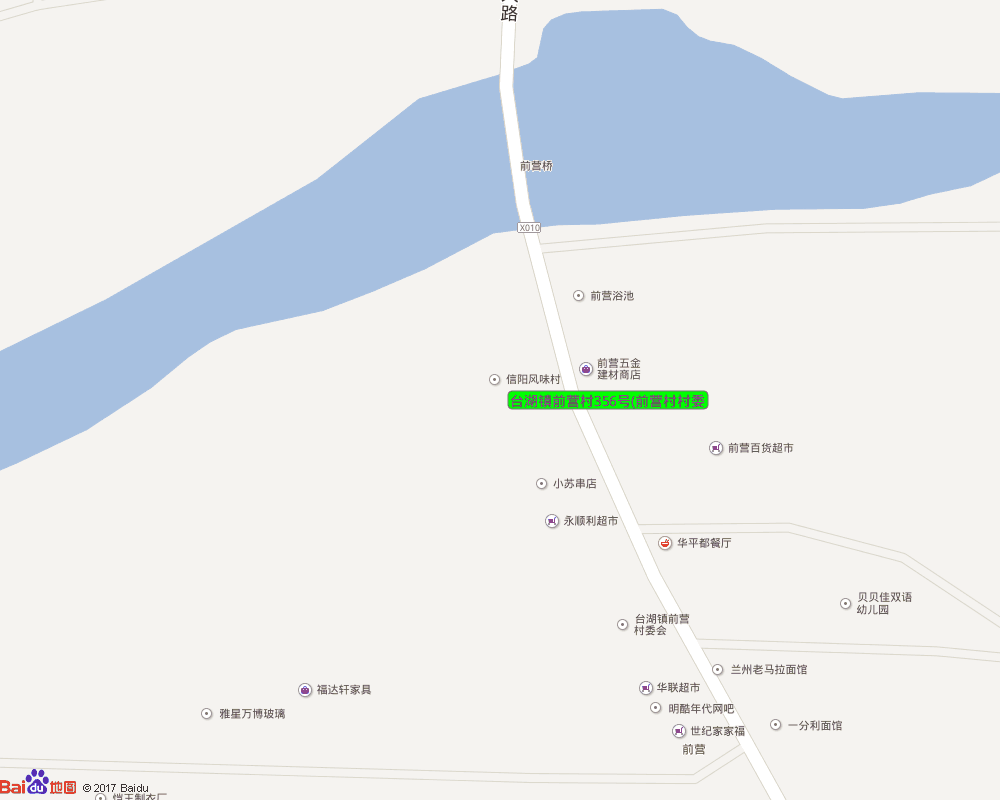 路
前营桥
X010
前营浴池
前营五金
建材商店
信阳风味村
台湖镇前营村356号(前营村村委
前营百货超市
小苏串店
永顺利超市
华平都餐厅
贝贝佳双语
幼儿园
台湖镇前营
村委会
兰州老马拉面馆
华联超市
福达轩家具
明酷年代网吧
雅星万博玻璃
一分利面馆
世纪家家福
前营
Bai du 地图 © 2017 Baidu